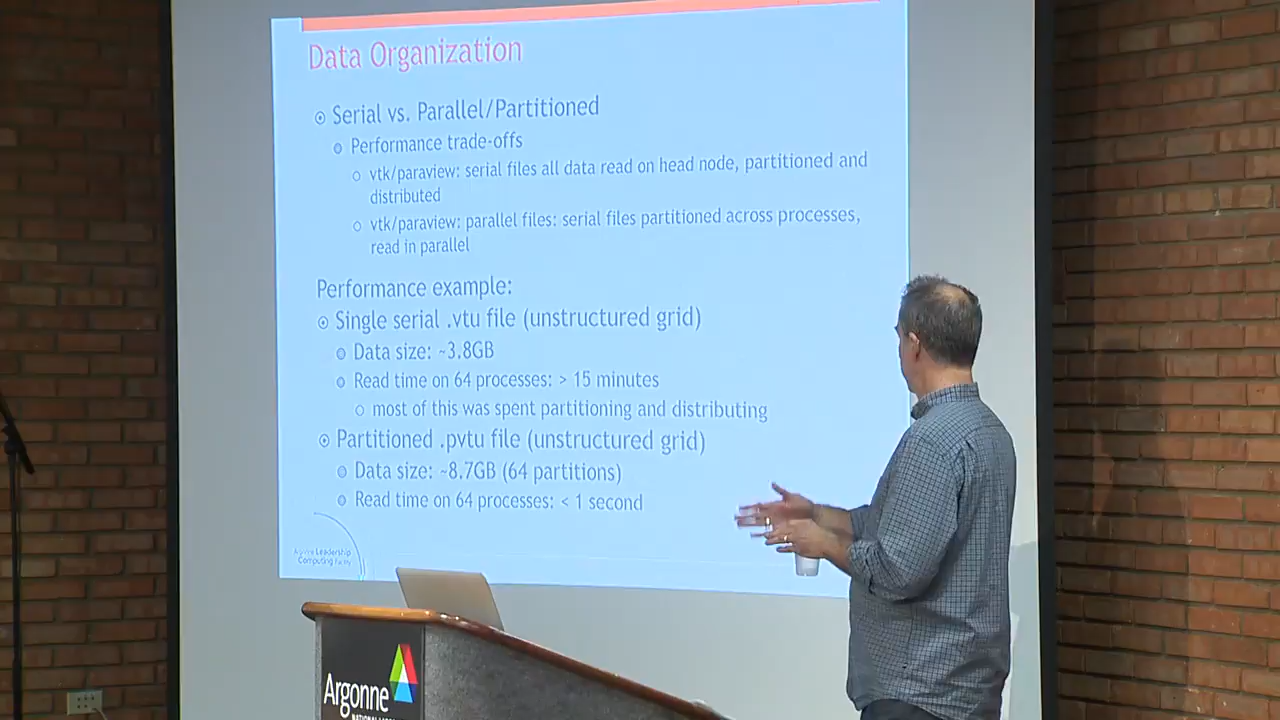 Data Organization
Serial vs. Parallel/Partitioned
Performance trade-offs
vtk/paraview: serial files all data read on head node, partitioned and
distributed
vtk/paraview: parallel files: serial files partitioned across processes,
read in parallel
Performance example:
Single serial .vtu file (unstructured grid)
Data size: ~3.8GB
Read time on 64 processes: > 15 minutes
most of this was spent partitioning and distributing
Partitioned .pvtu file (unstructured grid)
Data size: ~8.7GB (64 partitions)
Read time on 64 processes: < 1 second
Argonne Leadership
Computing Facility
Argonne
NATIONAL